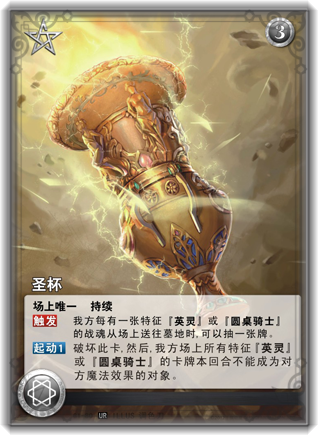 3
圣杯
场上唯一 持续
触发 我方每有一张特征『英灵』或『圆桌骑士』
的战魂从场上送往墓地时,可以抽一张牌。
起动1 破坏此卡,然后,我方场上所有特征『英灵』
或『圆桌骑士』的卡牌本回合不能成为对
方魔法效果的对象。
UR